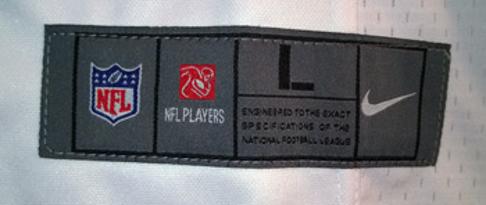 NFL
NFL PLAYERS
L
ENGINEERED TO THE EXACT
SPECIFICATIONS OF THE
NATIONAL FOOTBALL LEAGUE